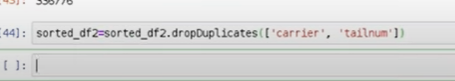 336776
[44]: sorted_df2=sorted_df2.dropDuplicates(['carrier', 'tailnum'])
[ ]: